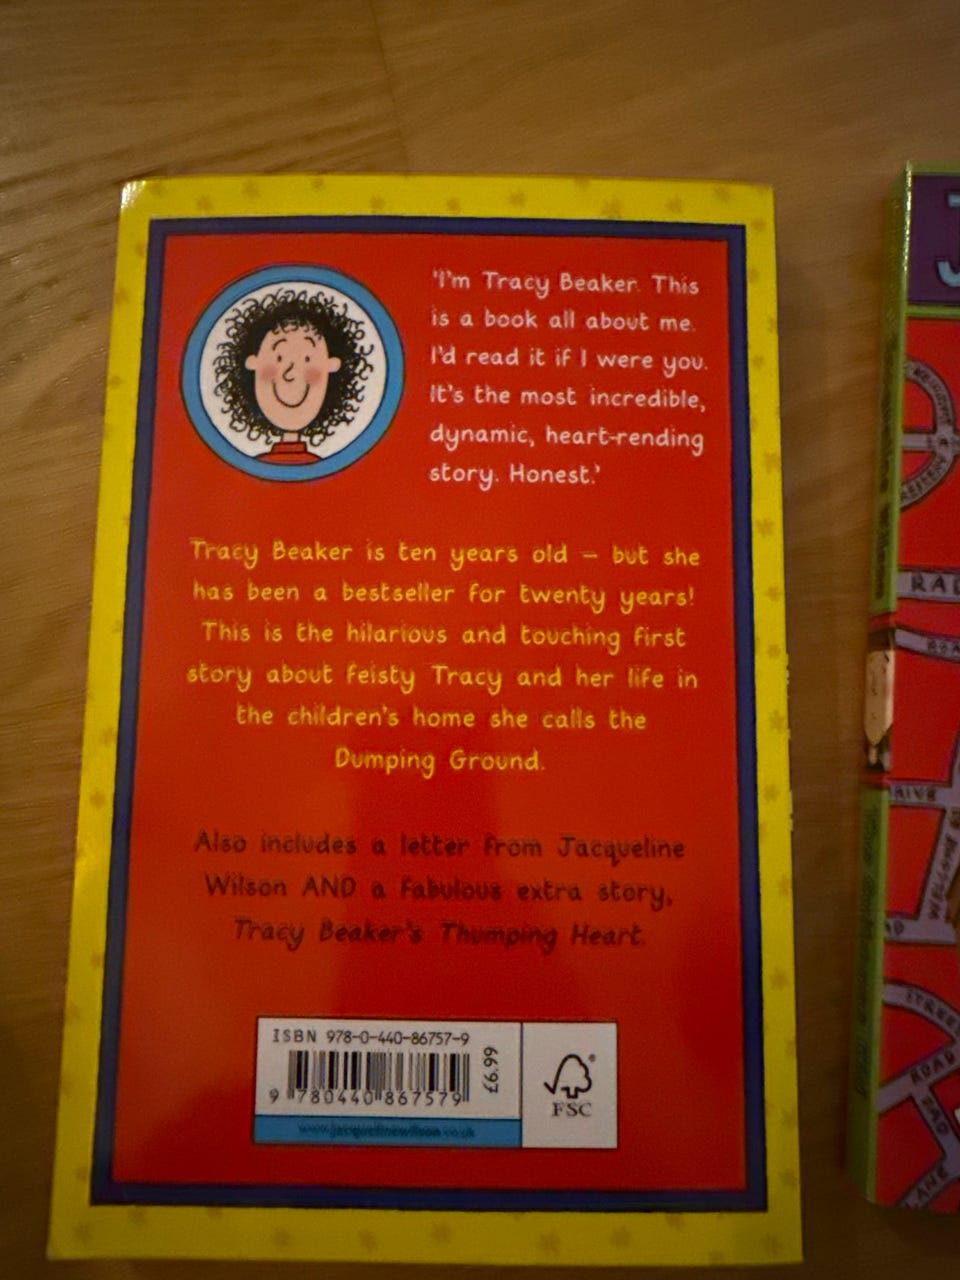 'I'm Tracy Beaker. This
is a book all about me.
I'd read it if I were you.
It's the most incredible,
dynamic, heart-rending
story. Honest.'
Tracy Beaker is ten years old – but she
has been a bestseller for twenty years!
This is the hilarious and touching first
story about feisty Tracy and her life in
the children's home she calls the
Dumping Ground.
Also includes a letter from Jacqueline
Wilson AND a fabulous extra story,
Tracy Beaker's Thumping Heart.
ISBN 978-0-440-86757-9
£6.99
9 780440 867579
www.jacquelinewilson.co.uk
FSC
J
RAD
STREET
ROAD
LANE